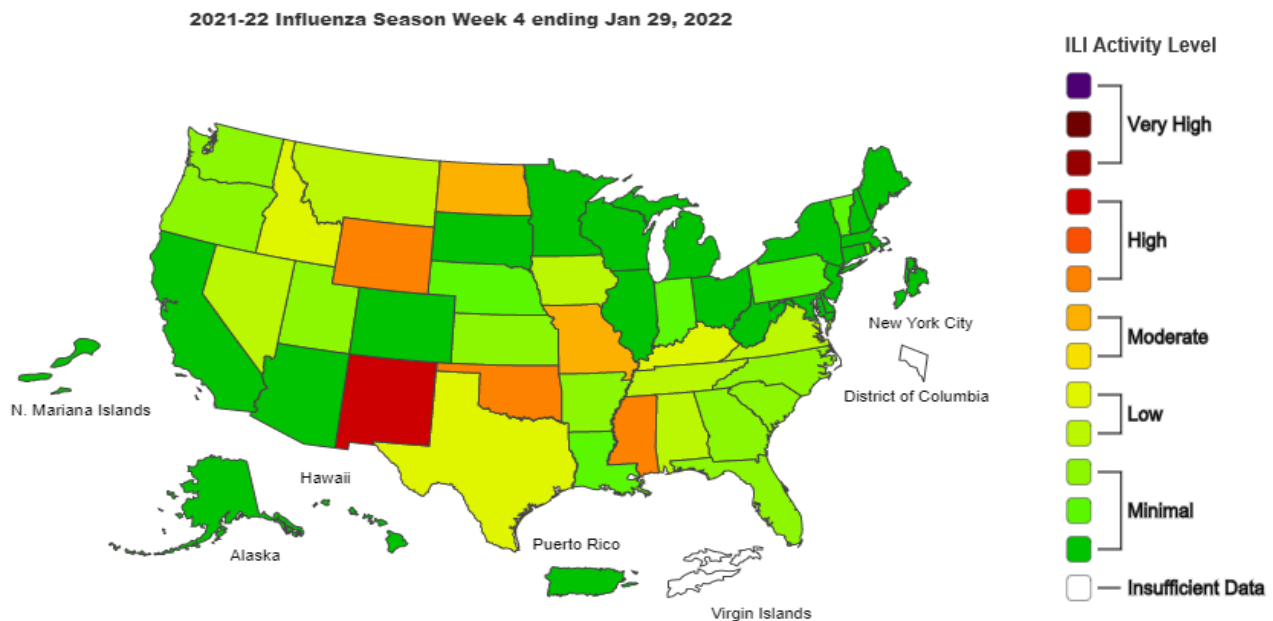 2021-22 Influenza Season Week 4 ending Jan 29, 2022
ILI Activity Level
Very High
High
Moderate
Low
Minimal
Insufficient Data
New York City
District of Columbia
N. Mariana Islands
Hawaii
Alaska
Puerto Rico
Virgin Islands